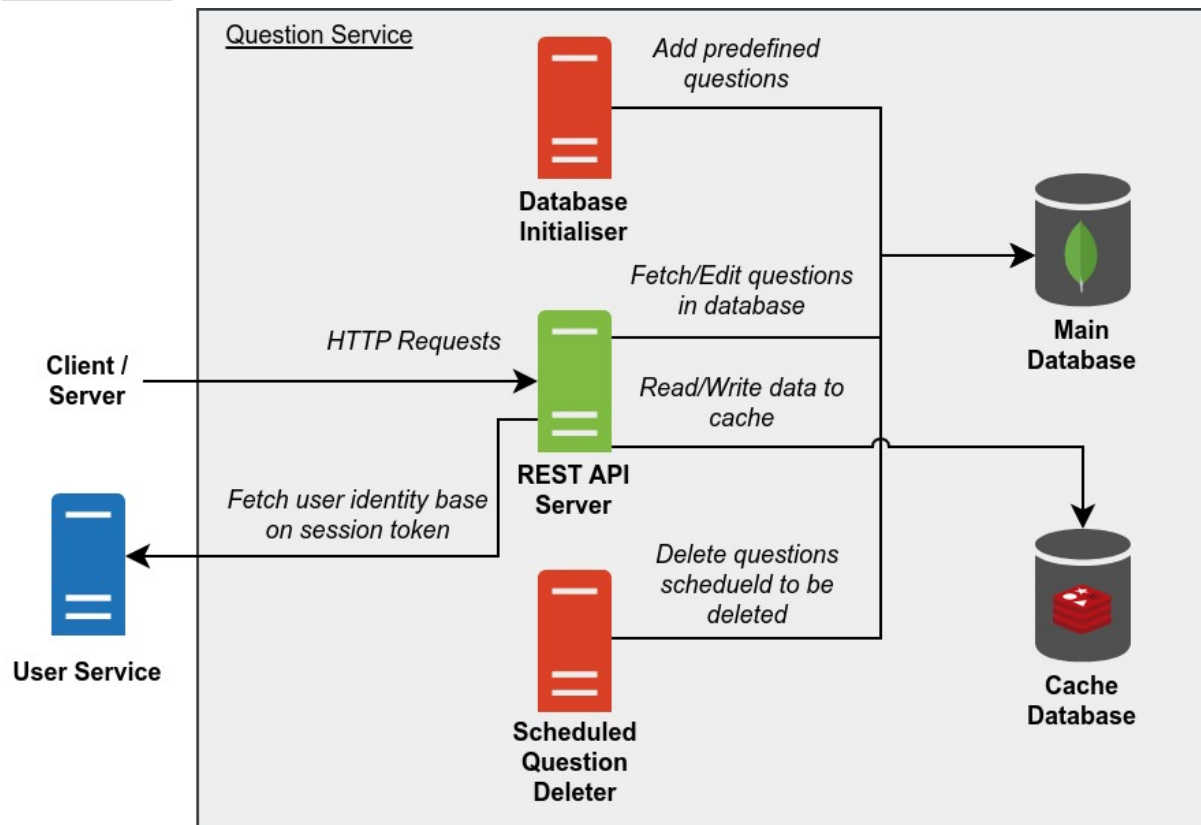 Question Service
Add predefined
questions
Database
Initialiser
Fetch/Edit questions
in database
Main
Database
HTTP Requests
Client /
Server
Read/Write data to
cache
REST API
Server
Fetch user identity base
on session token
Delete questions
schedueld to be
deleted
User Service
Cache
Database
Scheduled
Question
Deleter